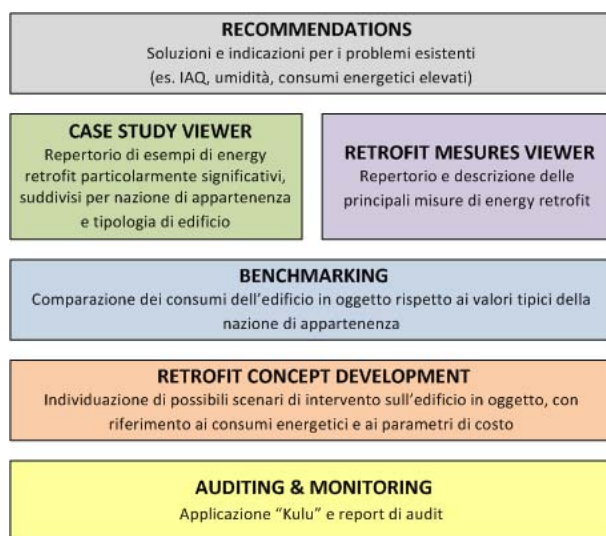 RECOMMENDATIONS
Soluzioni e indicazioni per i problemi esistenti
(es. IAQ, umidità, consumi energetici elevati)
CASE STUDY VIEWER
Repertorio di esempi di energy
retrofit particolarmente significativi,
suddivisi per nazione di appartenenza
e tipologia di edificio
RETROFIT MESURES VIEWER
Repertorio e descrizione delle
principali misure di energy retrofit
BENCHMARKING
Comparazione dei consumi dell'edificio in oggetto rispetto ai valori tipici della
nazione di appartenenza
RETROFIT CONCEPT DEVELOPMENT
Individuazione di possibili scenari di intervento sull'edificio in oggetto, con
riferimento ai consumi energetici e ai parametri di costo
AUDITING & MONITORING
Applicazione "Kulu" e report di audit